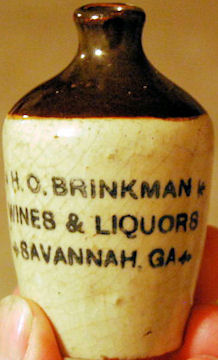 H.O. BRINKMAN
WINES & LIQUORS
SAVANNAH, GA